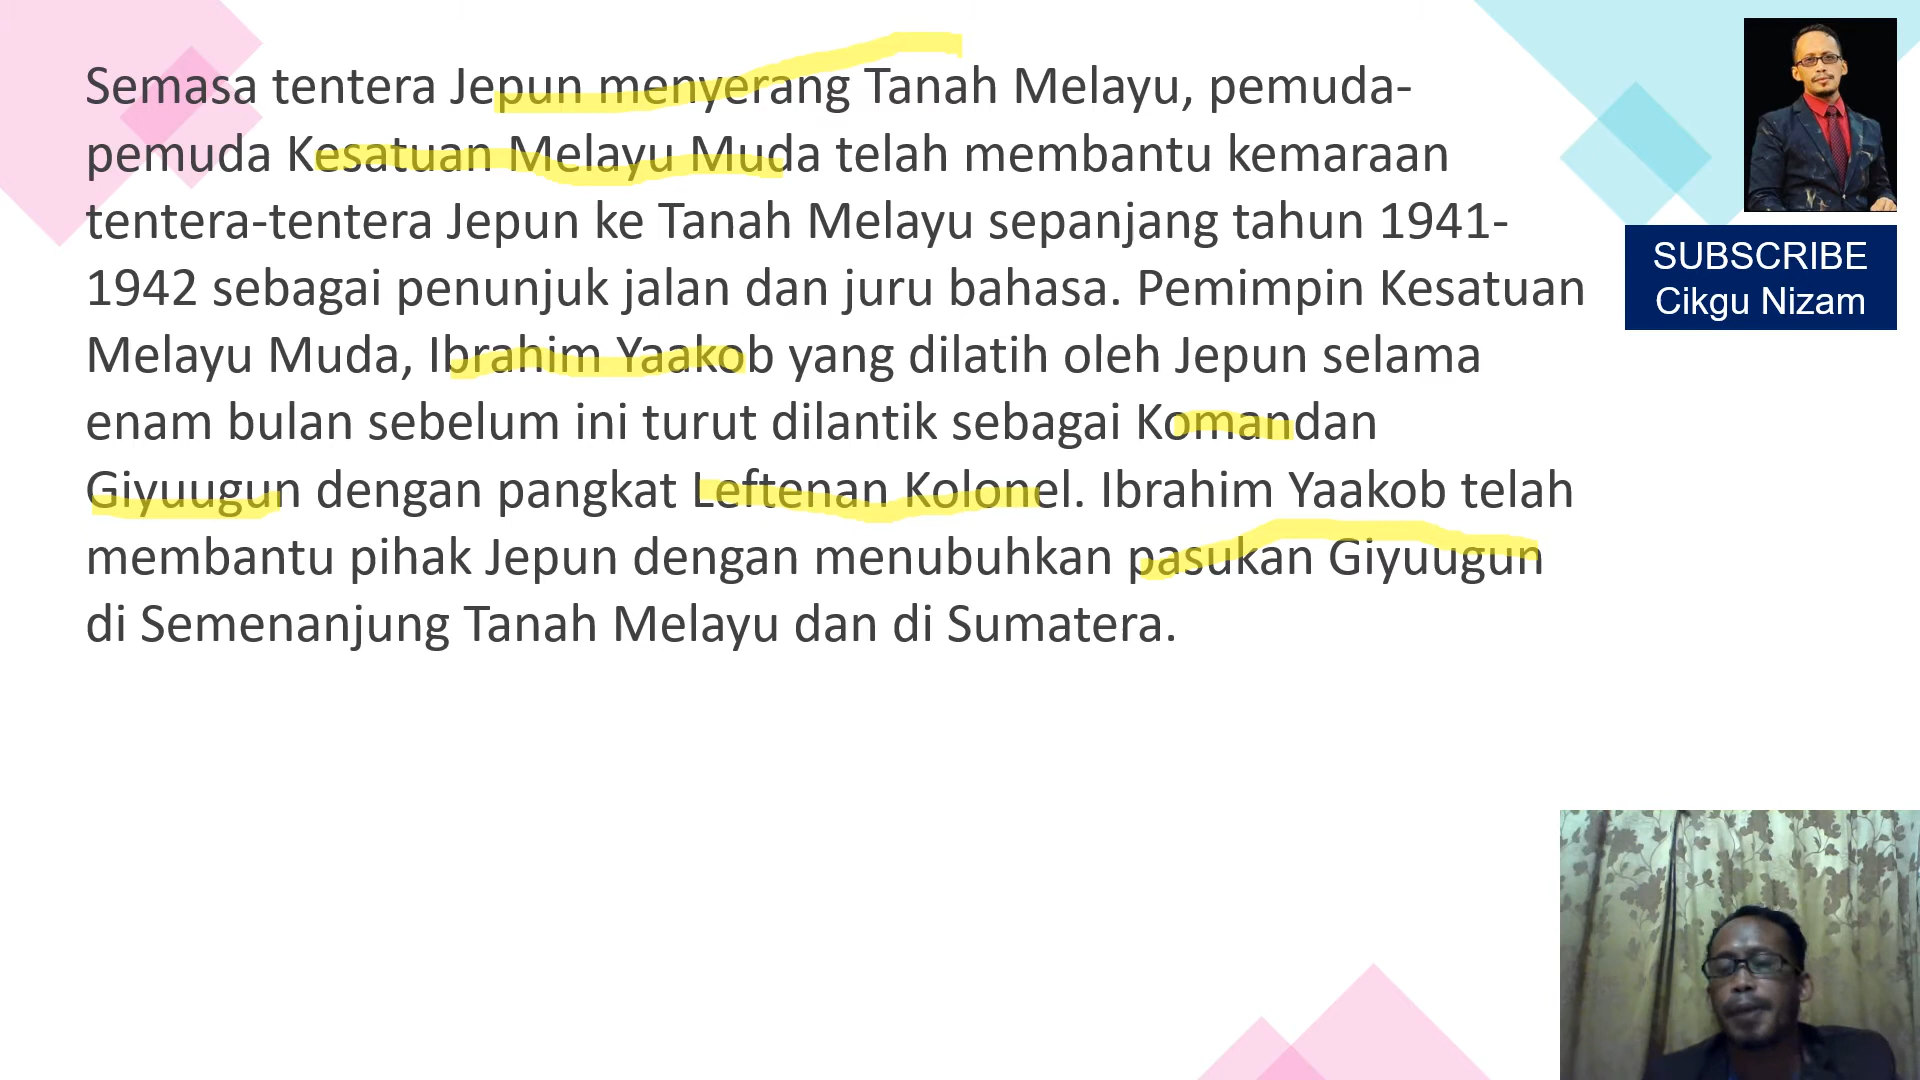 Semasa tentera Jepun menyerang Tanah Melayu, pemuda-
pemuda Kesatuan Melayu Muda telah membantu kemaraan
tentera-tentera Jepun ke Tanah Melayu sepanjang tahun 1941-
1942 sebagai penunjuk jalan dan juru bahasa. Pemimpin Kesatuan
Melayu Muda, Ibrahim Yaakob yang dilatih oleh Jepun selama
enam bulan sebelum ini turut dilantik sebagai Komandan
Giyuugun dengan pangkat Leftenan Kolonel. Ibrahim Yaakob telah
membantu pihak Jepun dengan menubuhkan pasukan Giyuugun
di Semenanjung Tanah Melayu dan di Sumatera.
SUBSCRIBE
Cikgu Nizam